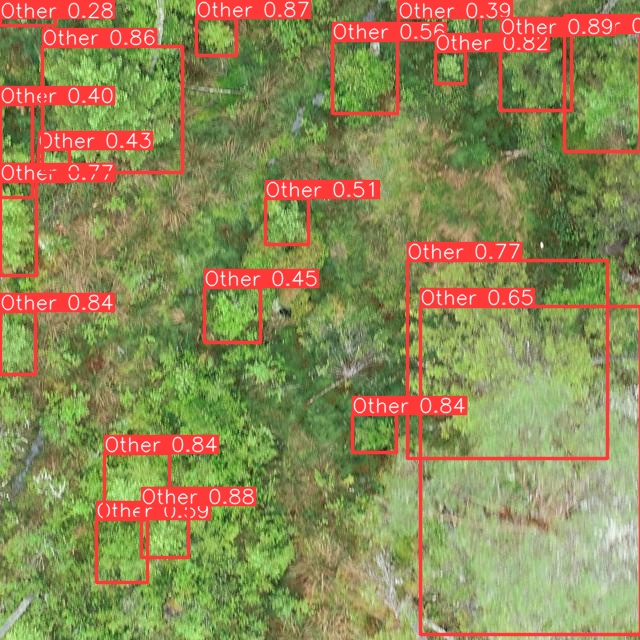 Other 0.28
Other 0.87
Other 0.39
Other 0.56
Other 0.89
Other 0.86
Other 0.82
Other 0.40
Other 0.43
Other 0.77
Other 0.51
Other 0.77
Other 0.45
Other 0.65
Other 0.84
Other 0.84
Other 0.84
Other 0.88
Other